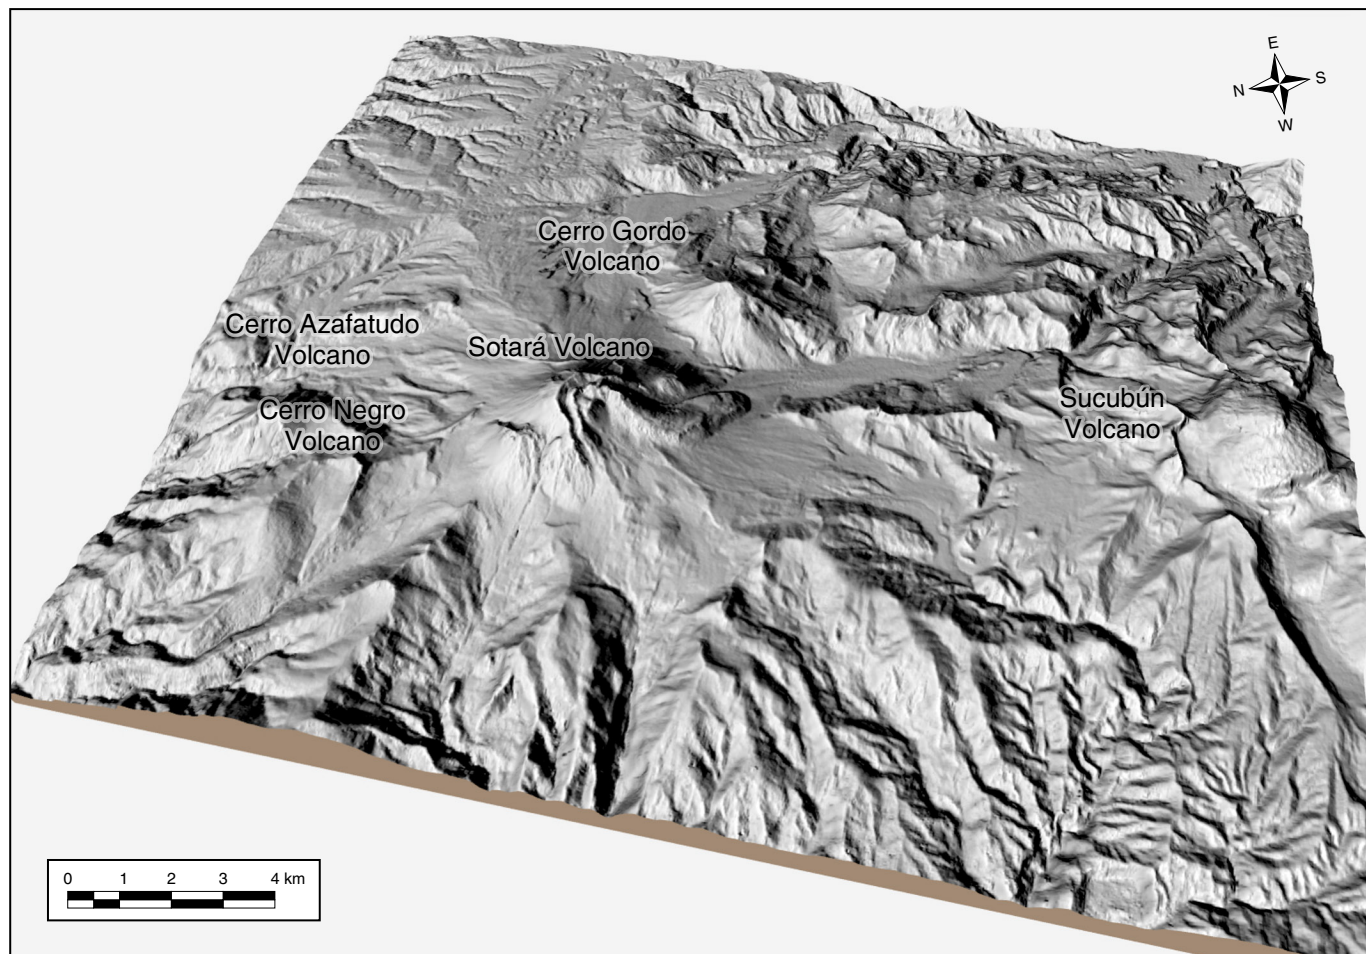 E
N
S
W
Cerro Gordo
Volcano
Cerro Azafatudo
Volcano
Sotará Volcano
Cerro Negro
Volcano
Sucubún
Volcano
0 1 2 3 4 km